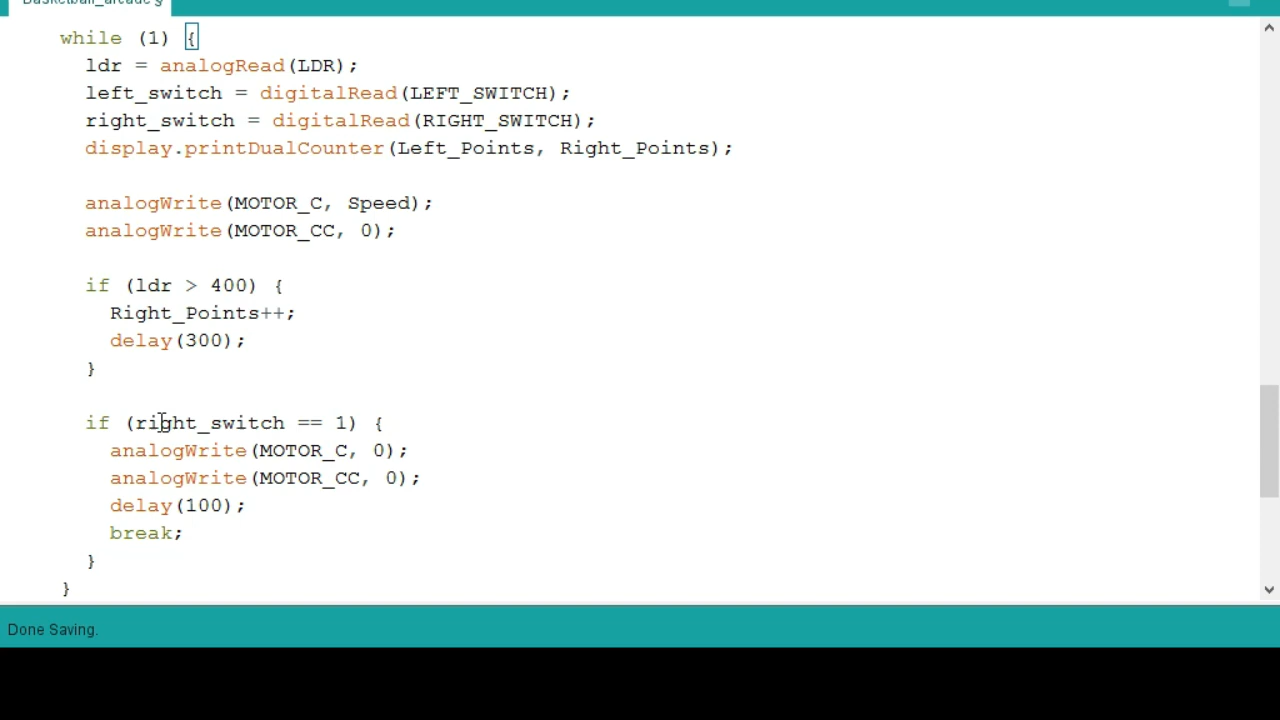 while (1) {
ldr = analogRead(LDR);
left_switch = digitalRead(LEFT_SWITCH);
right_switch = digitalRead(RIGHT_SWITCH);
display.printDualCounter(Left_Points, Right_Points);
analogWrite(MOTOR_C, Speed);
analogWrite(MOTOR_CC, 0);
if (ldr > 400) {
Right_Points++;
delay(300);
}
if (right_switch == 1) {
analogWrite(MOTOR_C, 0);
analogWrite(MOTOR_CC, 0);
delay(100);
break;
}
}
Done Saving.